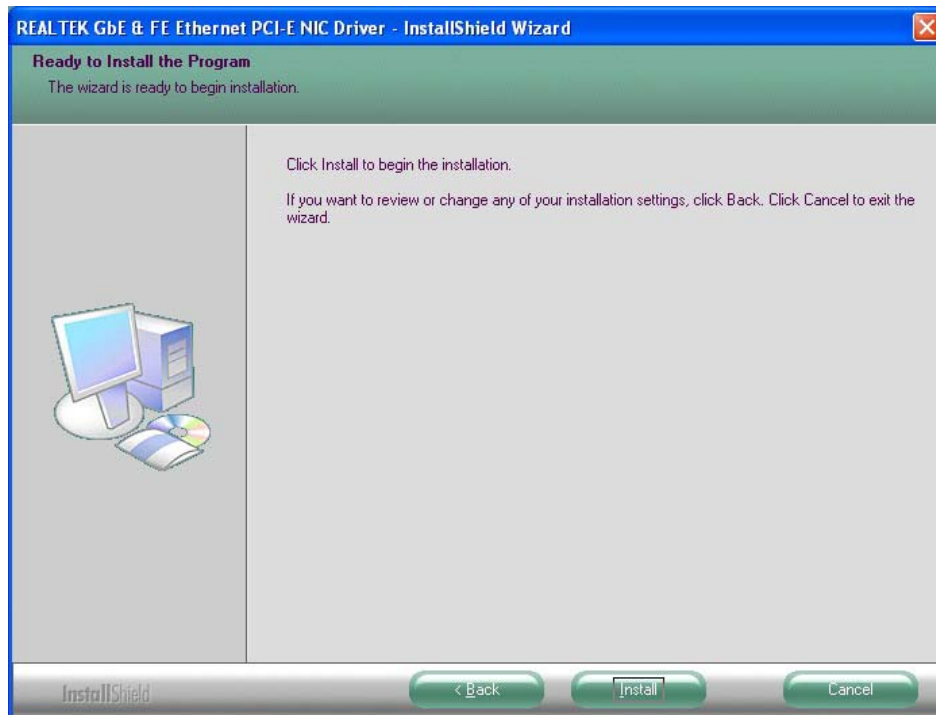 REALTEK GbE & FE Ethernet PCI-E NIC Driver - InstallShield Wizard
Ready to Install the Program
The wizard is ready to begin installation.
Click Install to begin the installation.
If you want to review or change any of your installation settings, click Back. Click Cancel to exit the
wizard.
InstallShield
< Back
Install
Cancel